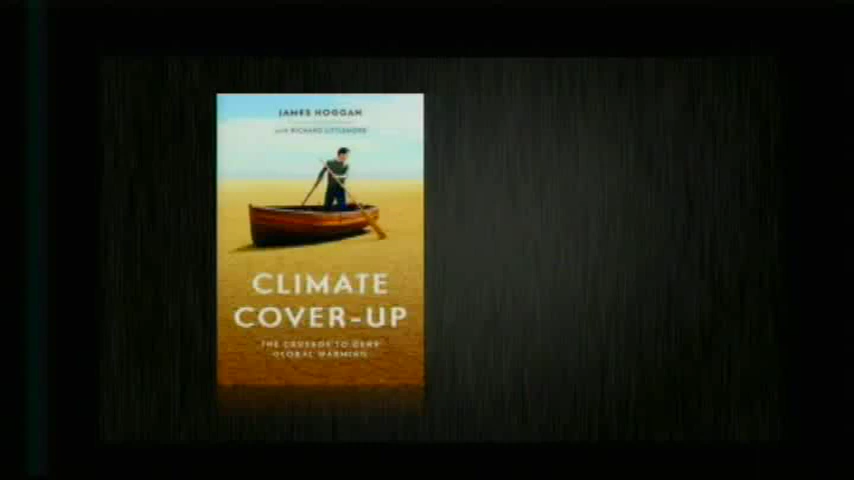 JAMES HOGGAN
with RICHARD LITTLEMORE
CLIMATE
COVER-UP
THE CRUSADE TO DENY
GLOBAL WARMING